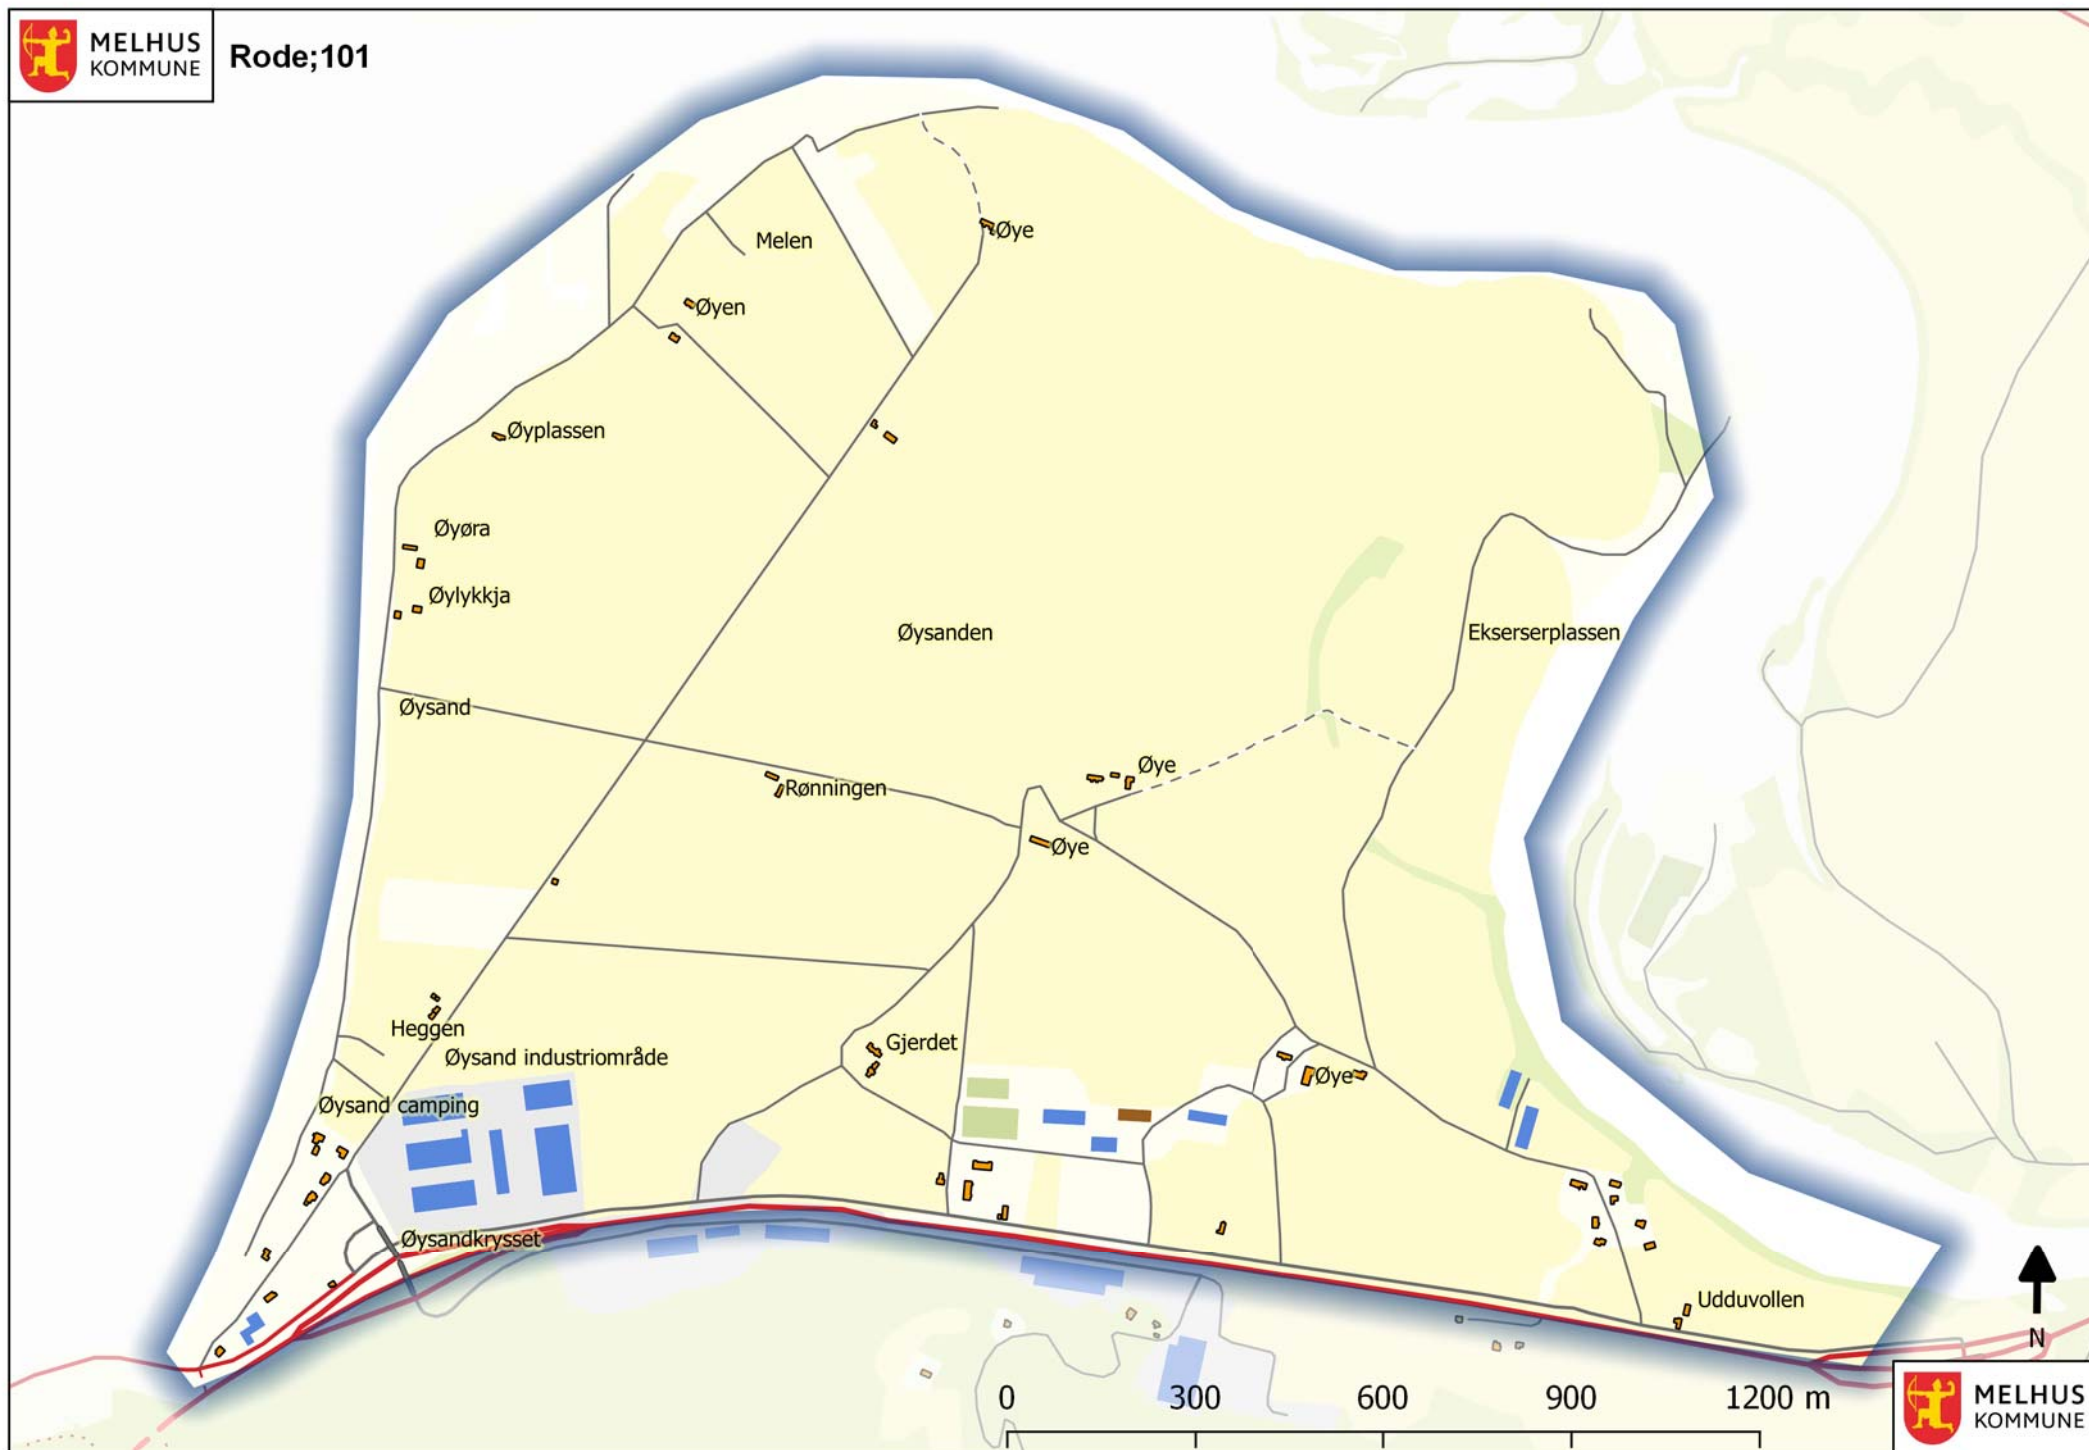 MELHUS
KOMMUNE
Rode;101
Øye
Melen
Øyen
Øyplassen
Øyøra
Øylykkja
Øysanden
Ekserserplassen
Øysand
Øye
Rønningen
Øye
Heggen
Gjerdet
Øysand industriområde
Øye
Øysand camping
Øysandkrysset
Udduvollen
N
0 300 600 900 1200 m
MELHUS
KOMMUNE